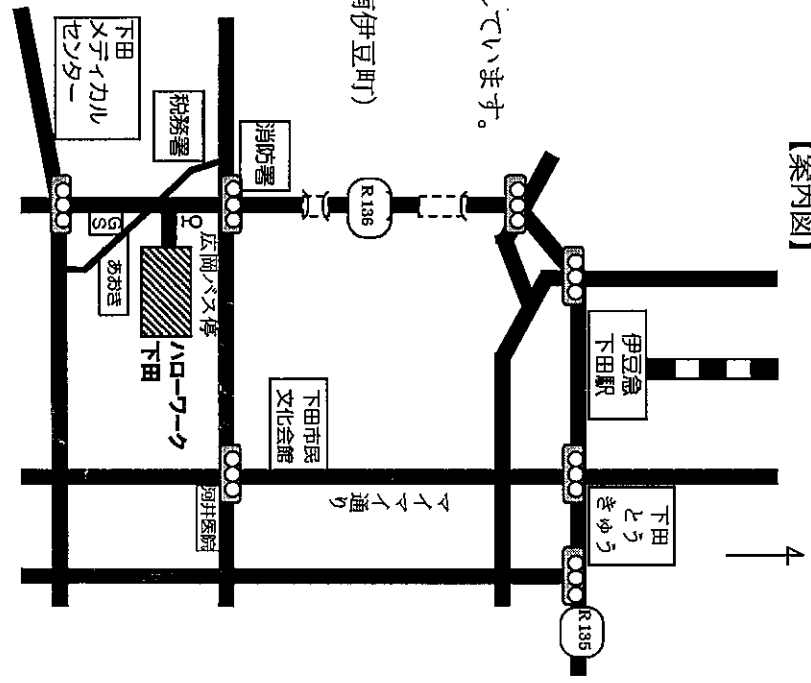 【案内図】
ています。
南伊豆町)
4
下田
とう
きゅう
R 135
伊豆急
下田駅
R 136
マイマイ通り
下田市民
文化会館
河井医院
消防署
広岡バス停
税務署
ハローワーク
下田
GS
あおき
下田
メディカル
センター